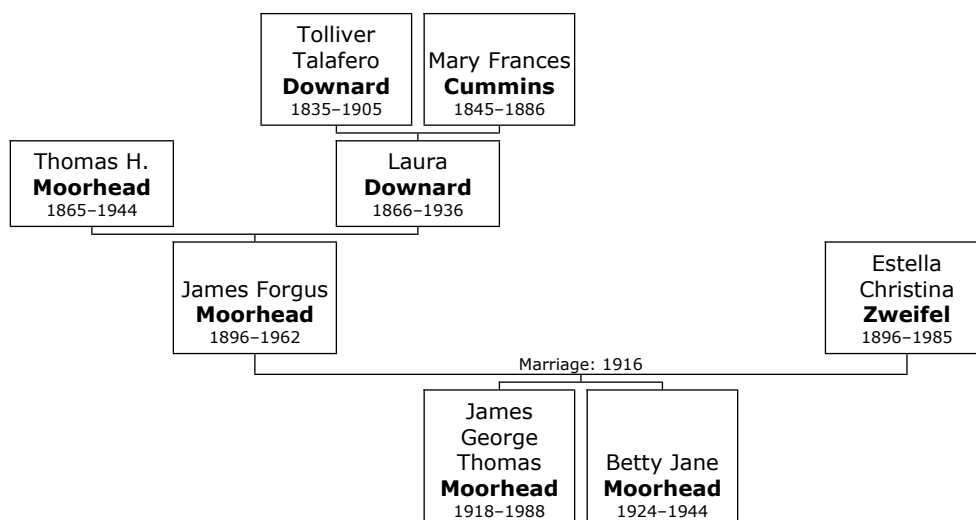 Tolliver
Talafero
Downard
1835–1905
Mary Frances
Cummins
1845–1886
Thomas H.
Moorhead
1865–1944
Laura
Downard
1866–1936
James Forgus
Moorhead
1896–1962
Estella
Christina
Zweifel
1896–1985
Marriage: 1916
James
George
Thomas
Moorhead
1918–1988
Betty Jane
Moorhead
1924–1944